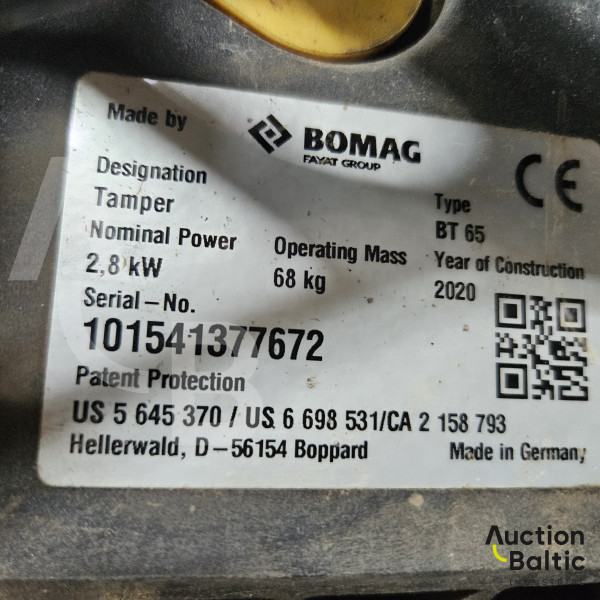 Made by
BOMAG
FAYAT GROUP
CE
Designation
Tamper
Type
BT 65
Nominal Power
2,8 kW
Operating Mass
68 kg
Year of Construction
2020
Serial-No.
101541377672
Patent Protection
US 5 645 370 / US 6 698 531/CA 2 158 793
Hellerwald, D-56154 Boppard
Made in Germany
Auction
Baltic